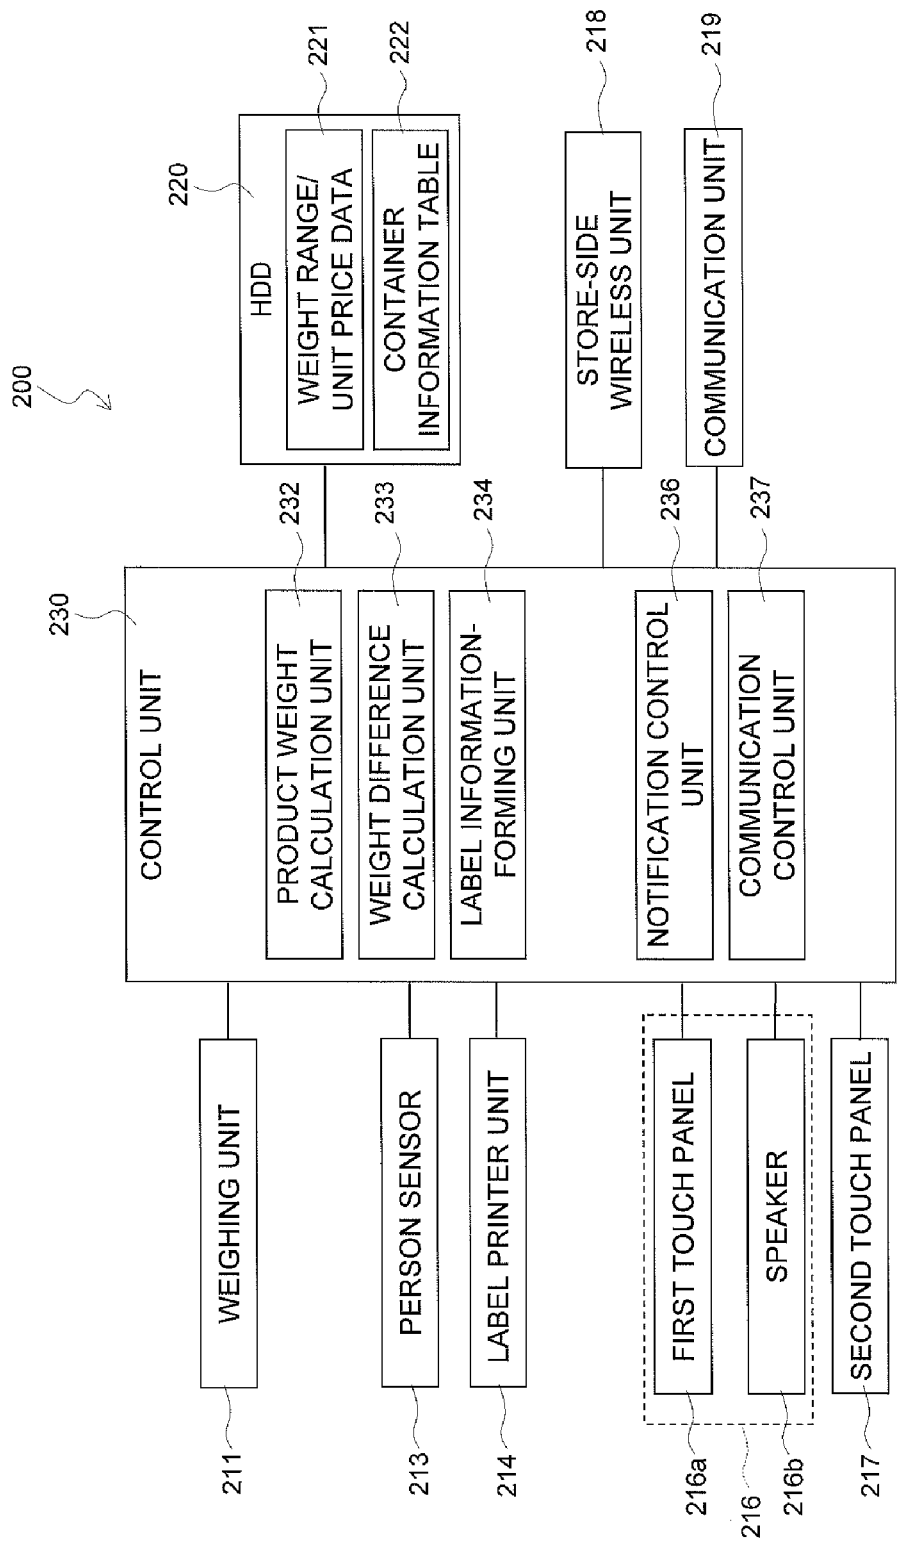 200
230
CONTROL UNIT
211
WEIGHING UNIT
213
PERSON SENSOR
214
LABEL PRINTER UNIT
216a
FIRST TOUCH PANEL
216
216b
SPEAKER
217
SECOND TOUCH PANEL
232
PRODUCT WEIGHT
CALCULATION UNIT
233
WEIGHT DIFFERENCE
CALCULATION UNIT
234
LABEL INFORMATION-
FORMING UNIT
236
NOTIFICATION CONTROL
UNIT
237
COMMUNICATION
CONTROL UNIT
220
HDD
221
WEIGHT RANGE/
UNIT PRICE DATA
222
CONTAINER
INFORMATION TABLE
218
STORE-SIDE
WIRELESS UNIT
219
COMMUNICATION UNIT